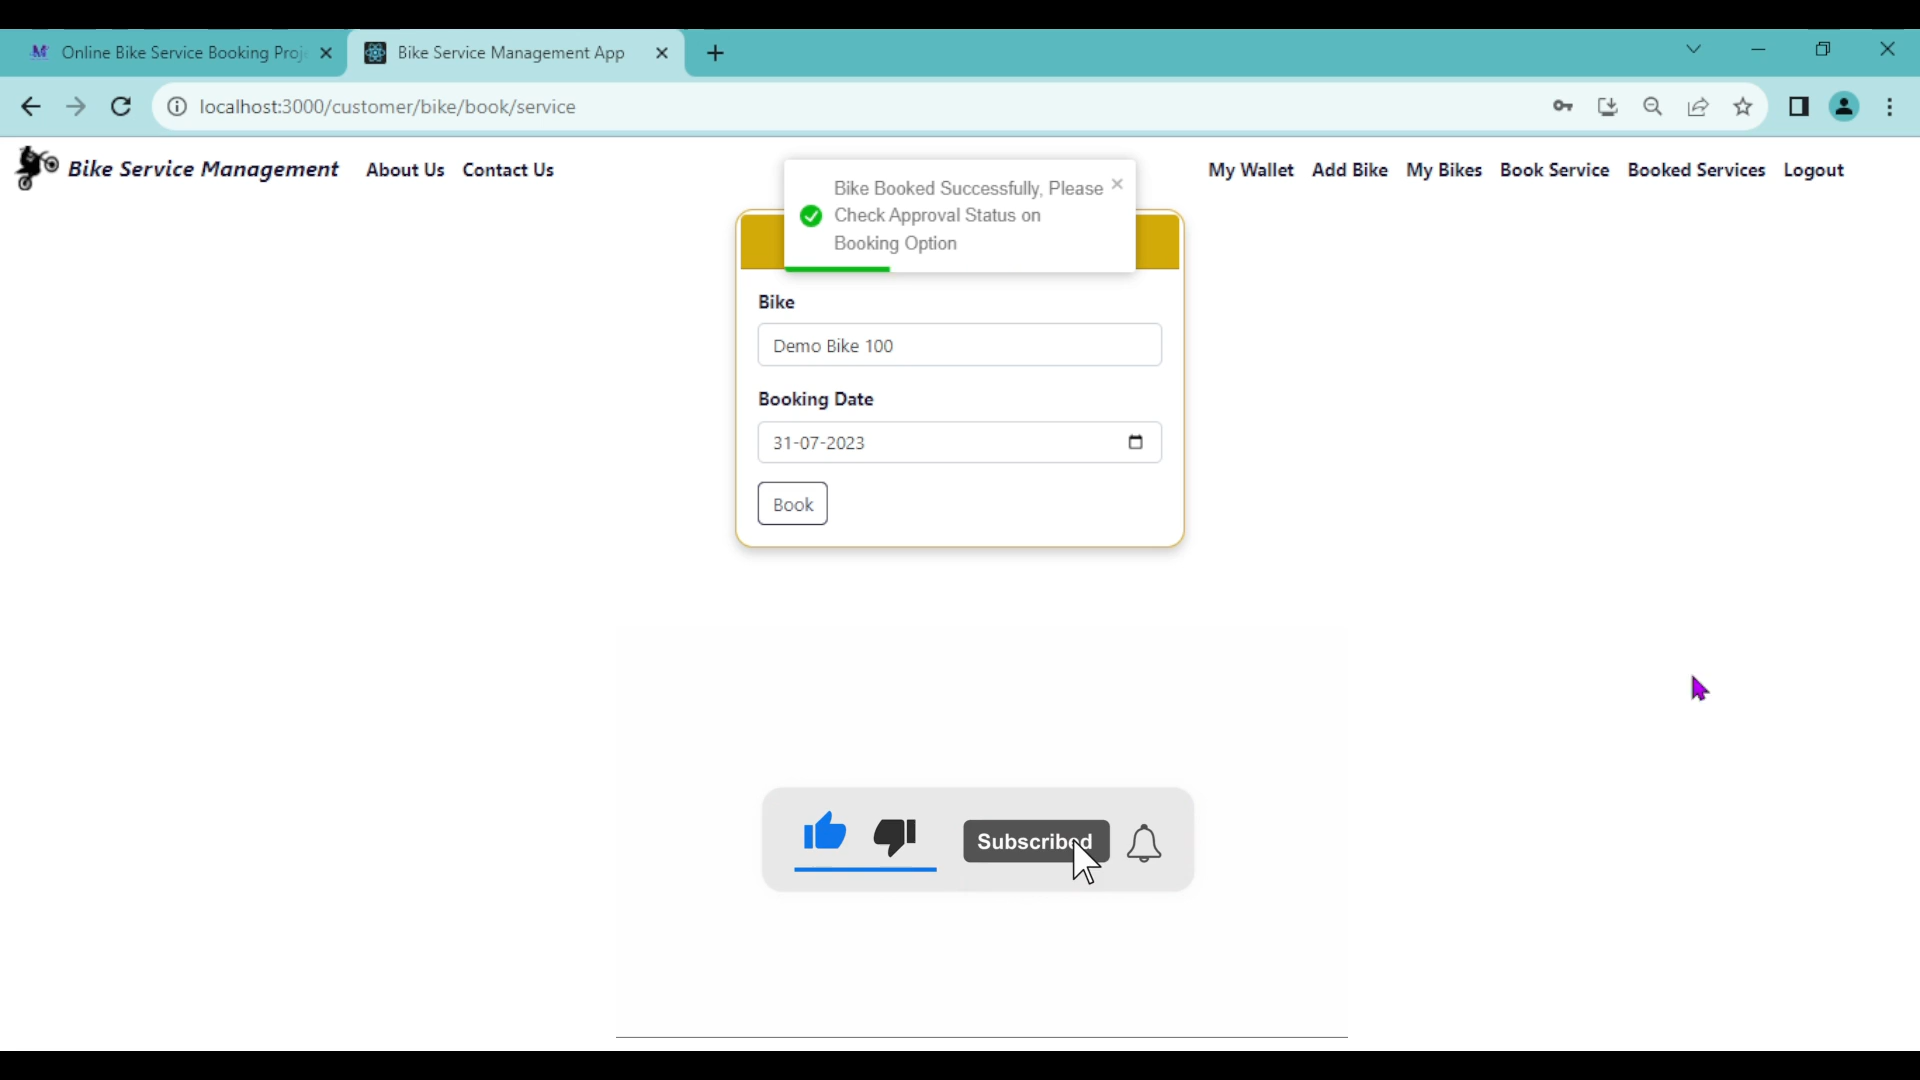 Online Bike Service Booking Proj
Bike Service Management App
localhost:3000/customer/bike/book/service
Bike Service Management About Us Contact Us
My Wallet Add Bike My Bikes Book Service Booked Services Logout
Bike Booked Successfully, Please
Check Approval Status on
Booking Option
Bike
Demo Bike 100
Booking Date
31-07-2023
Book
Subscribed